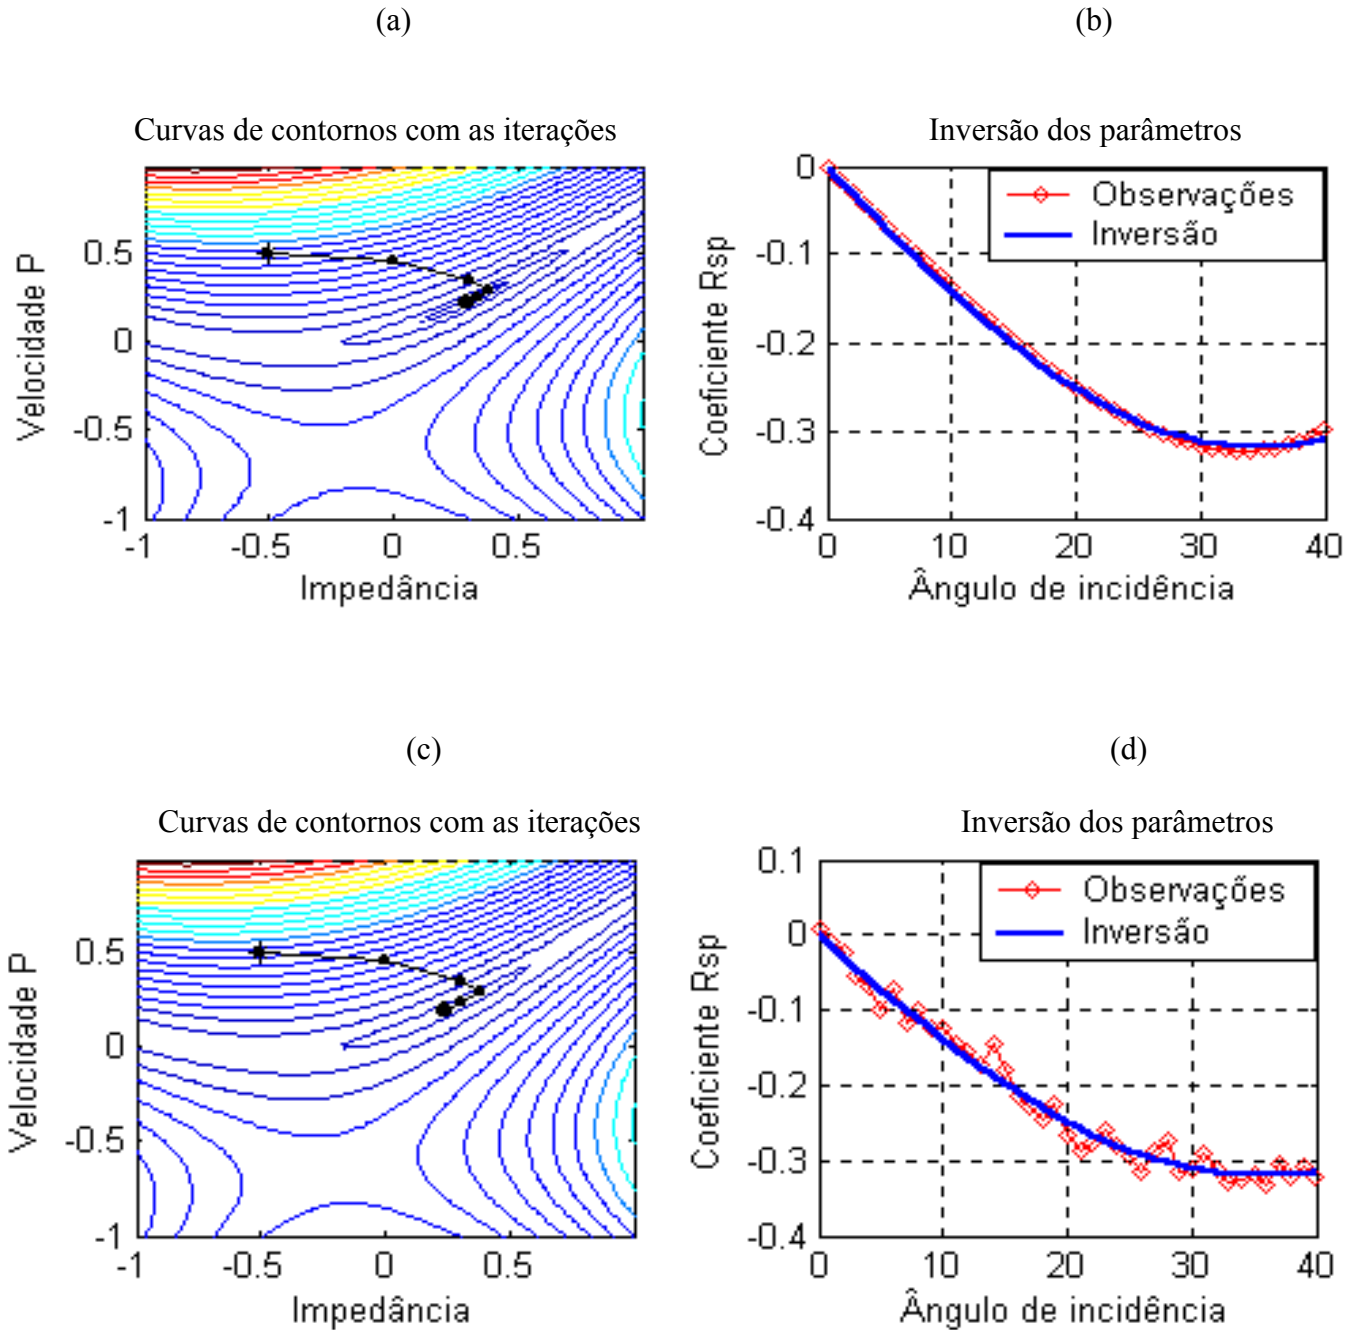 (a)
(b)
Curvas de contornos com as iterações
Inversão dos parâmetros
Velocidade P
0.5
0
-0.5
-1
-1
-0.5
0
0.5
Impedância
Coeficiente Rsp
0
-0.1
-0.2
-0.3
-0.4
Observações
Inversão
0
10
20
30
40
Ângulo de incidência
(c)
(d)
Curvas de contornos com as iterações
Inversão dos parâmetros
Velocidade P
0.5
0
-0.5
-1
-1
-0.5
0
0.5
Impedância
Coeficiente Rsp
0.1
0
-0.1
-0.2
-0.3
-0.4
Observações
Inversão
0
10
20
30
40
Ângulo de incidência